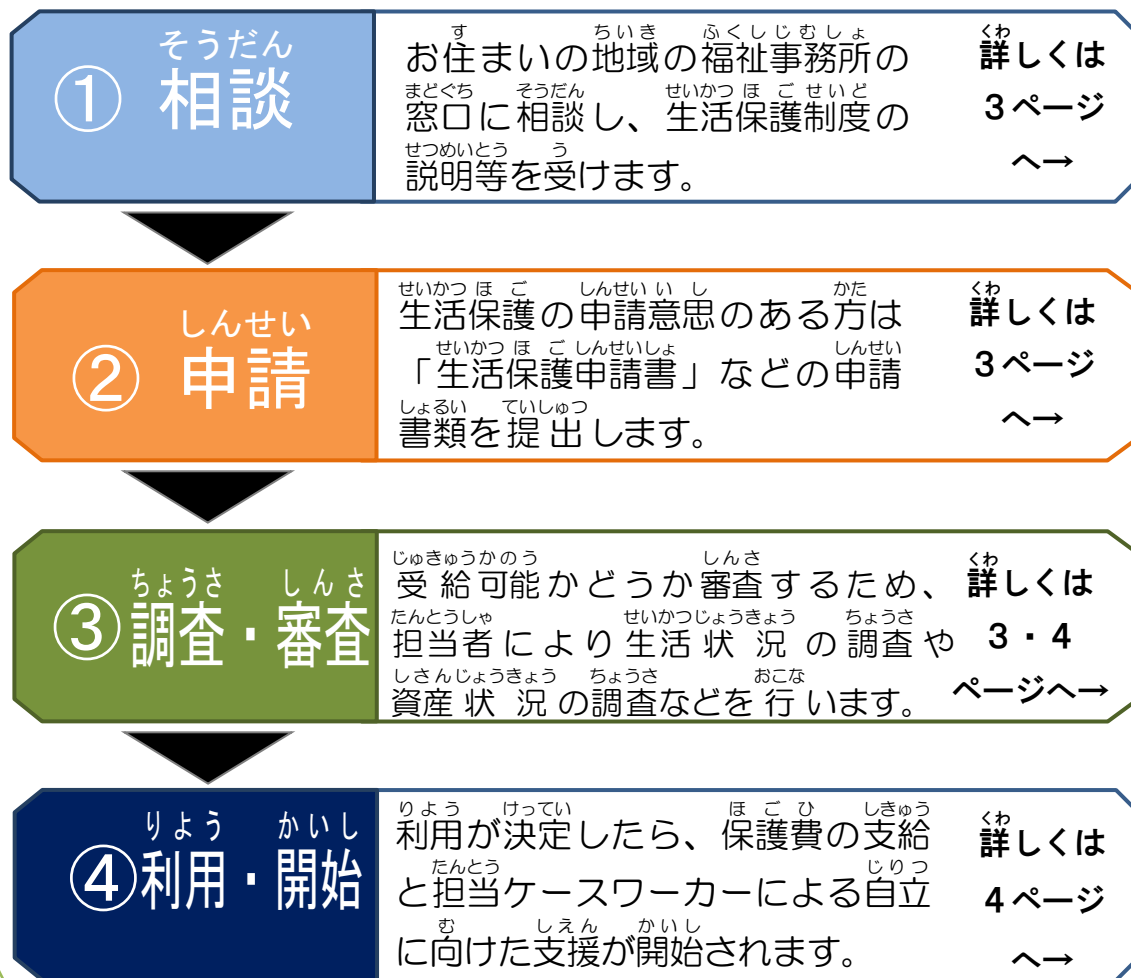 そうだん
① 相談
お住まいの地域の福祉事務所の
窓口に相談し、生活保護制度の
説明等を受けます。
す ちいき ふくしじむしょ
まどぐち そうだん せいかつほごせいど
せつめいとう う
くわ
詳しくは
3ページ
へ→
しんせい
② 申請
せいかつほご しんせいいし かた
生活保護の申請意思のある方は
せいかつほごしんせいしょ しんせい
「生活保護申請書」などの申請
しょるい ていしゅつ
書類を提出します。
くわ
詳しくは
3ページ
へ→
ちょうさ しんさ
③調査・審査
じゅきゅうかのう しんさ
受給可能かどうか審査するため、
たんとうしゃ せいかつじょうきょう ちょうさ
担当者により生活状況の調査や
しさんじょうきょう ちょうさ おこな
資産状況の調査などを行います。
くわ
詳しくは
3・4
ページへ→
りよう かいし
④利用・開始
りよう けってい ほごひ しきゅう
利用が決定したら、保護費の支給
たんとう じりつ
と担当ケースワーカーによる自立
む しえん かいし
に向けた支援が開始されます。
くわ
詳しくは
4ページ
へ→